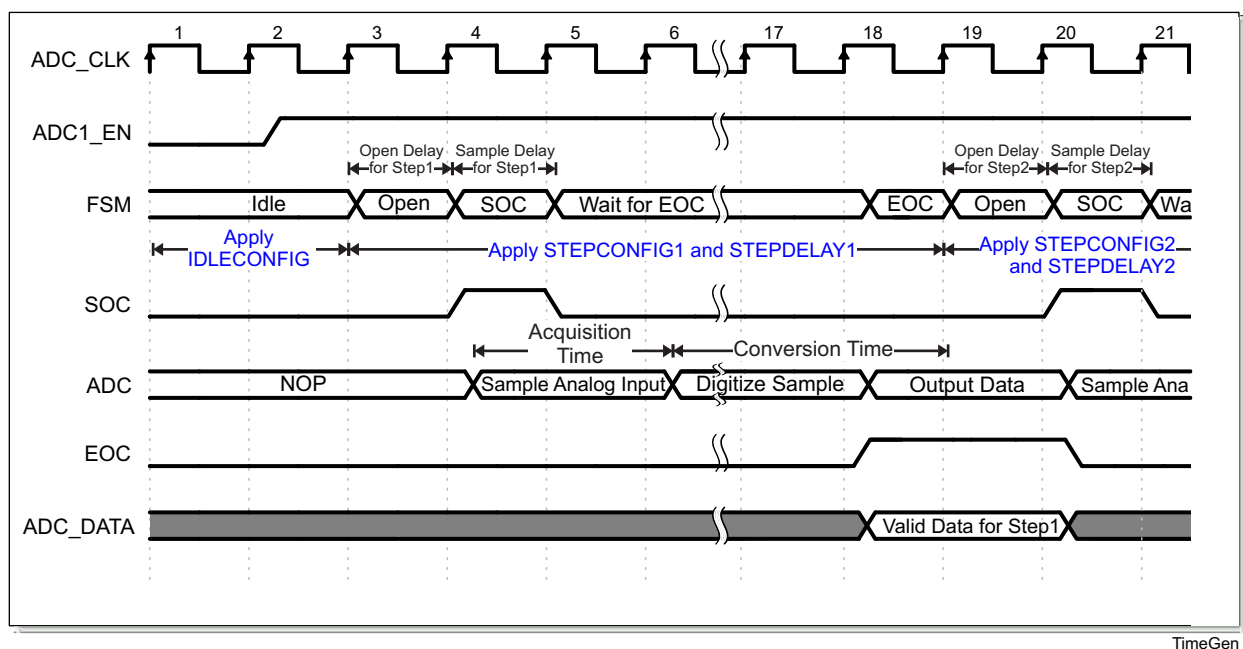 1 2 3 4 5 6 17 18 19 20 21
ADC_CLK
ADC1_EN
Open Delay
for Step1
Sample Delay
for Step1
Open Delay
for Step2
Sample Delay
for Step2
FSM
Idle
Open
SOC
Wait for EOC
EOC
Open
SOC
Wa
Apply
IDLECONFIG
Apply STEPCONFIG1 and STEPDELAY1
Apply STEPCONFIG2
and STEPDELAY2
SOC
Acquisition
Time
Conversion Time
ADC
NOP
Sample Analog Input
Digitize Sample
Output Data
Sample Ana
EOC
ADC_DATA
Valid Data for Step1
TimeGen